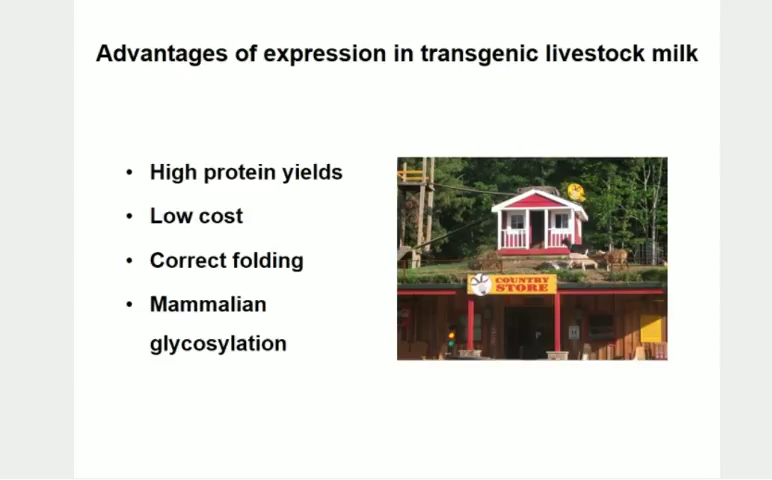 Advantages of expression in transgenic livestock milk
• High protein yields
• Low cost
• Correct folding
• Mammalian
glycosylation
COUNTRY
STORE